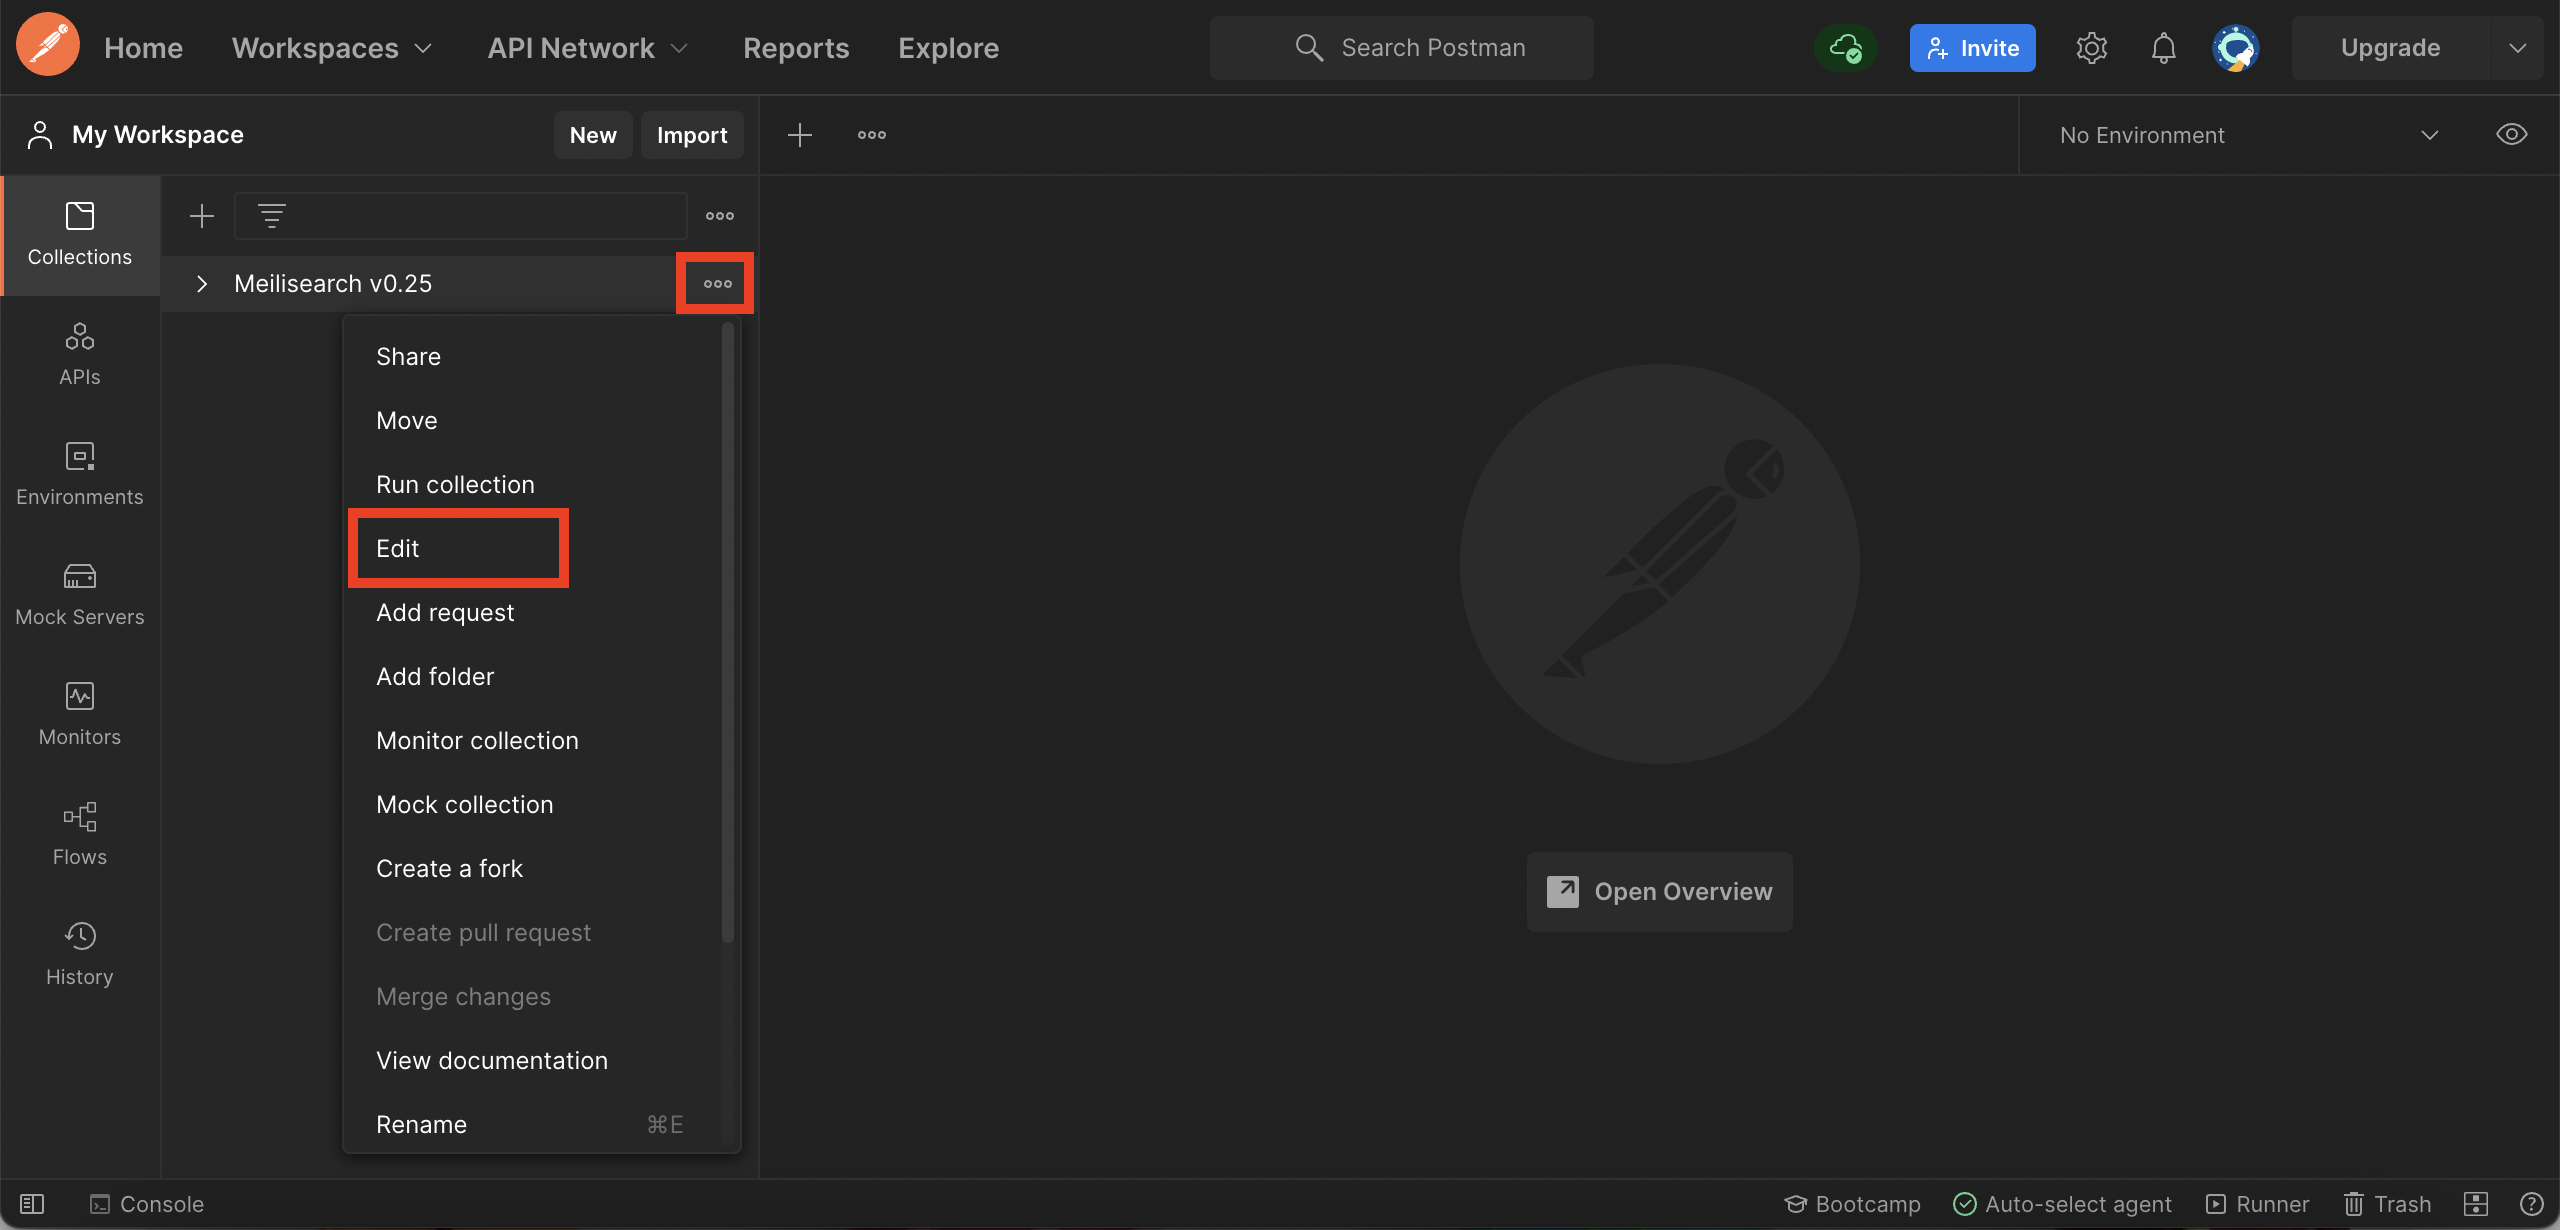 Home Workspaces API Network Reports Explore Search Postman Invite Upgrade
My Workspace New Import No Environment
Collections
Meilisearch v0.25
APIs
Environments
Mock Servers
Monitors
Flows
History
Share
Move
Run collection
Edit
Add request
Add folder
Monitor collection
Mock collection
Create a fork
Create pull request
Merge changes
View documentation
Rename ⌘E
Open Overview
Console Bootcamp Auto-select agent Runner Trash